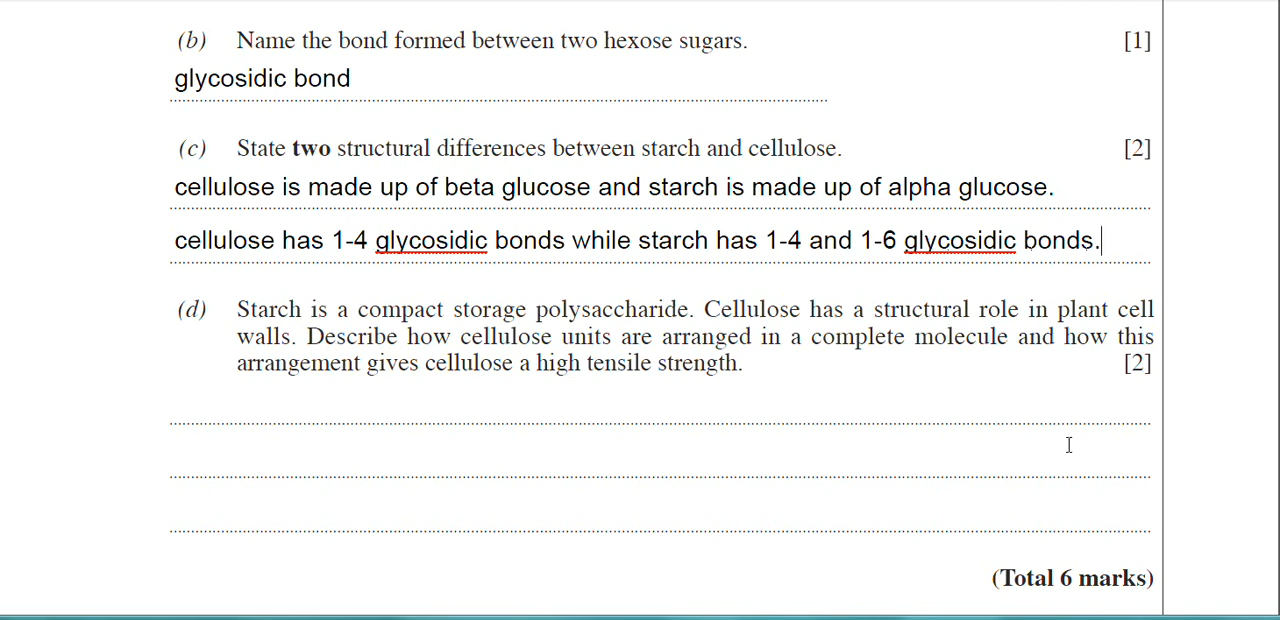 (b) Name the bond formed between two hexose sugars. [1]
glycosidic bond
(c) State two structural differences between starch and cellulose. [2]
cellulose is made up of beta glucose and starch is made up of alpha glucose.
cellulose has 1-4 glycosidic bonds while starch has 1-4 and 1-6 glycosidic bonds.
(d) Starch is a compact storage polysaccharide. Cellulose has a structural role in plant cell
walls. Describe how cellulose units are arranged in a complete molecule and how this
arrangement gives cellulose a high tensile strength. [2]
(Total 6 marks)